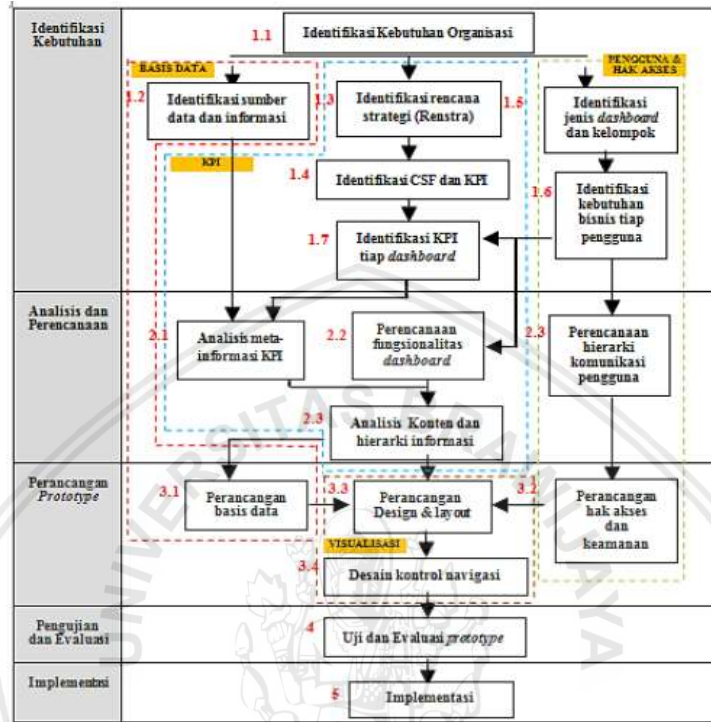 Identifikasi
Kebutuhan
1.1
Identifikasi Kebutuhan Organisasi
BASIS DATA
PENGGUNA &
HAK AKSES
1.2
Identifikasi sumber
data dan informasi
1.3
Identifikasi rencana
strategi (Renstra)
1.5
Identifikasi
jenis dashboard
dan kelompok
KPI
1.4
Identifikasi CSF dan KPI
1.6
Identifikasi
kebutuhan
bisnis tiap
pengguna
1.7
Identifikasi KPI
tiap dashboard
Analisis dan
Perencanaan
2.1
Analisis meta-
informasi KPI
2.2
Perencanaan
fungsionalitas
dashboard
2.3
Perencanaan
hierarki
komunikasi
pengguna
2.3
Analisis Konten dan
hierarki informasi
Perancangan
Prototype
3.1
Perancangan
basis data
3.3
Perancangan
Design & layout
3.2
Perancangan
hak akses
dan
keamanan
VISUALISASI
3.4
Desain kontrol navigasi
Pengujian
dan Evaluasi
4
Uji dan Evaluasi prototype
Implementasi
5
Implementasi
UNIVERSITAS BRAWIJAYA